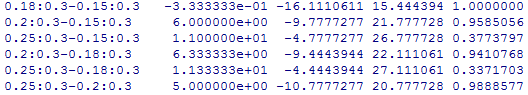 0.18:0.3-0.15:0.3 -3.333333e-01 -16.1110611 15.444394 1.0000000
0.2:0.3-0.15:0.3 6.000000e+00 -9.7777277 21.777728 0.9585056
0.25:0.3-0.15:0.3 1.100000e+01 -4.7777277 26.777728 0.3773797
0.2:0.3-0.18:0.3 6.333333e+00 -9.4443944 22.111061 0.9410768
0.25:0.3-0.18:0.3 1.133333e+01 -4.4443944 27.111061 0.3371703
0.25:0.3-0.2:0.3 5.000000e+00 -10.7777277 20.777728 0.9888577